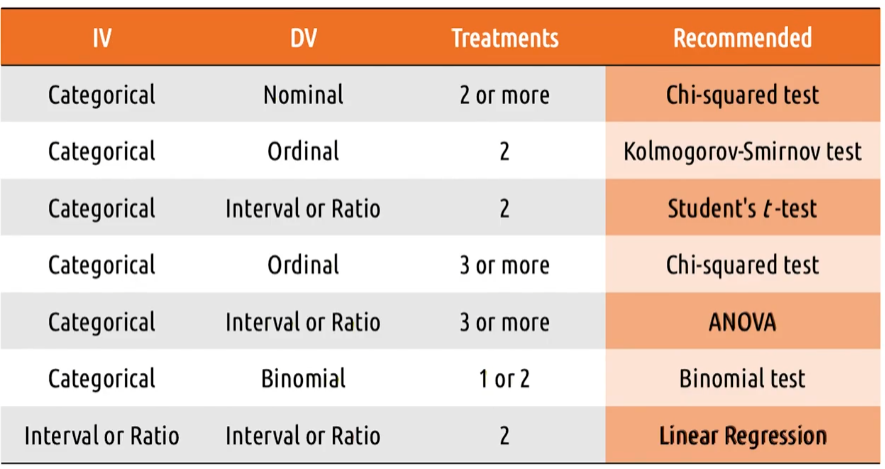 IV DV Treatments Recommended
Categorical Nominal 2 or more Chi-squared test
Categorical Ordinal 2 Kolmogorov-Smirnov test
Categorical Interval or Ratio 2 Student's t-test
Categorical Ordinal 3 or more Chi-squared test
Categorical Interval or Ratio 3 or more ANOVA
Categorical Binomial 1 or 2 Binomial test
Interval or Ratio Interval or Ratio 2 Linear Regression